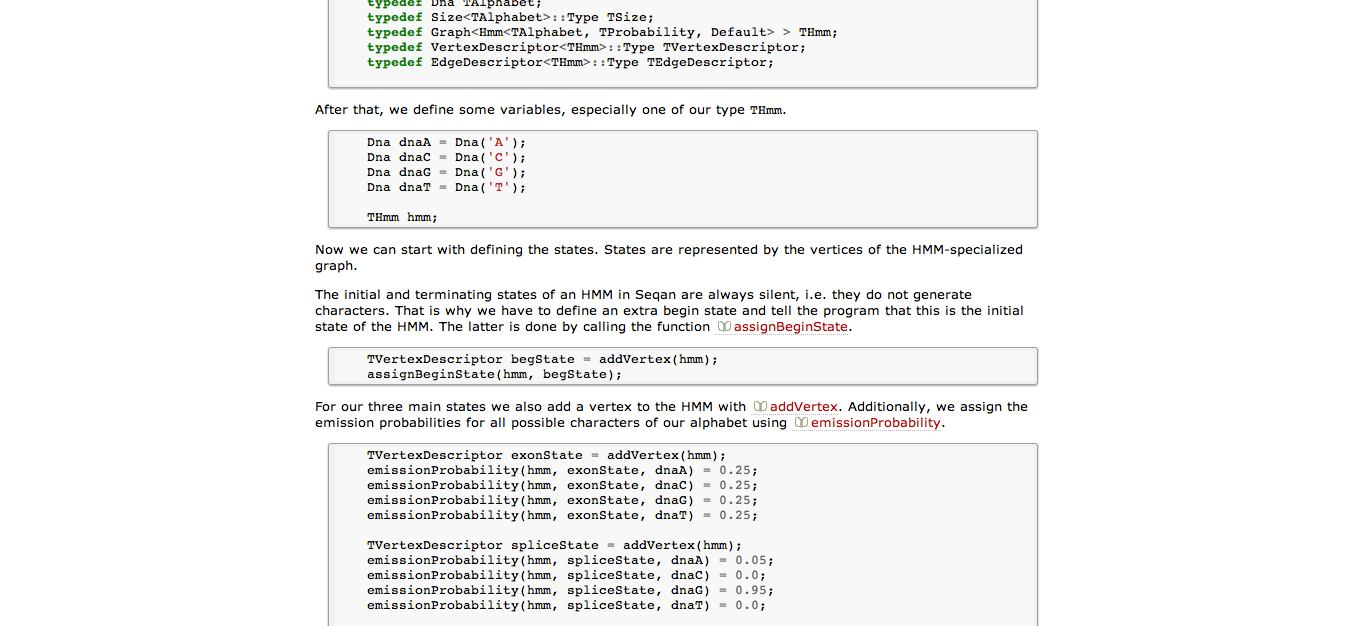 typedef Dna TAlphabet;
typedef Size<TAlphabet>::Type TSize;
typedef Graph<Hmm<TAlphabet, TProbability, Default> > THmm;
typedef VertexDescriptor<THmm>::Type TVertexDescriptor;
typedef EdgeDescriptor<THmm>::Type TEdgeDescriptor;
After that, we define some variables, especially one of our type THmm.
Dna dnaA = Dna('A');
Dna dnaC = Dna('C');
Dna dnaG = Dna('G');
Dna dnaT = Dna('T');
THmm hmm;
Now we can start with defining the states. States are represented by the vertices of the HMM-specialized
graph.
The initial and terminating states of an HMM in Seqan are always silent, i.e. they do not generate
characters. That is why we have to define an extra begin state and tell the program that this is the initial
state of the HMM. The latter is done by calling the function assignBeginState.
TVertexDescriptor begState = addVertex(hmm);
assignBeginState(hmm, begState);
For our three main states we also add a vertex to the HMM with addVertex. Additionally, we assign the
emission probabilities for all possible characters of our alphabet using emissionProbability.
TVertexDescriptor exonState = addVertex(hmm);
emissionProbability(hmm, exonState, dnaA) = 0.25;
emissionProbability(hmm, exonState, dnaC) = 0.25;
emissionProbability(hmm, exonState, dnaG) = 0.25;
emissionProbability(hmm, exonState, dnaT) = 0.25;
TVertexDescriptor spliceState = addVertex(hmm);
emissionProbability(hmm, spliceState, dnaA) = 0.05;
emissionProbability(hmm, spliceState, dnaC) = 0.0;
emissionProbability(hmm, spliceState, dnaG) = 0.95;
emissionProbability(hmm, spliceState, dnaT) = 0.0;